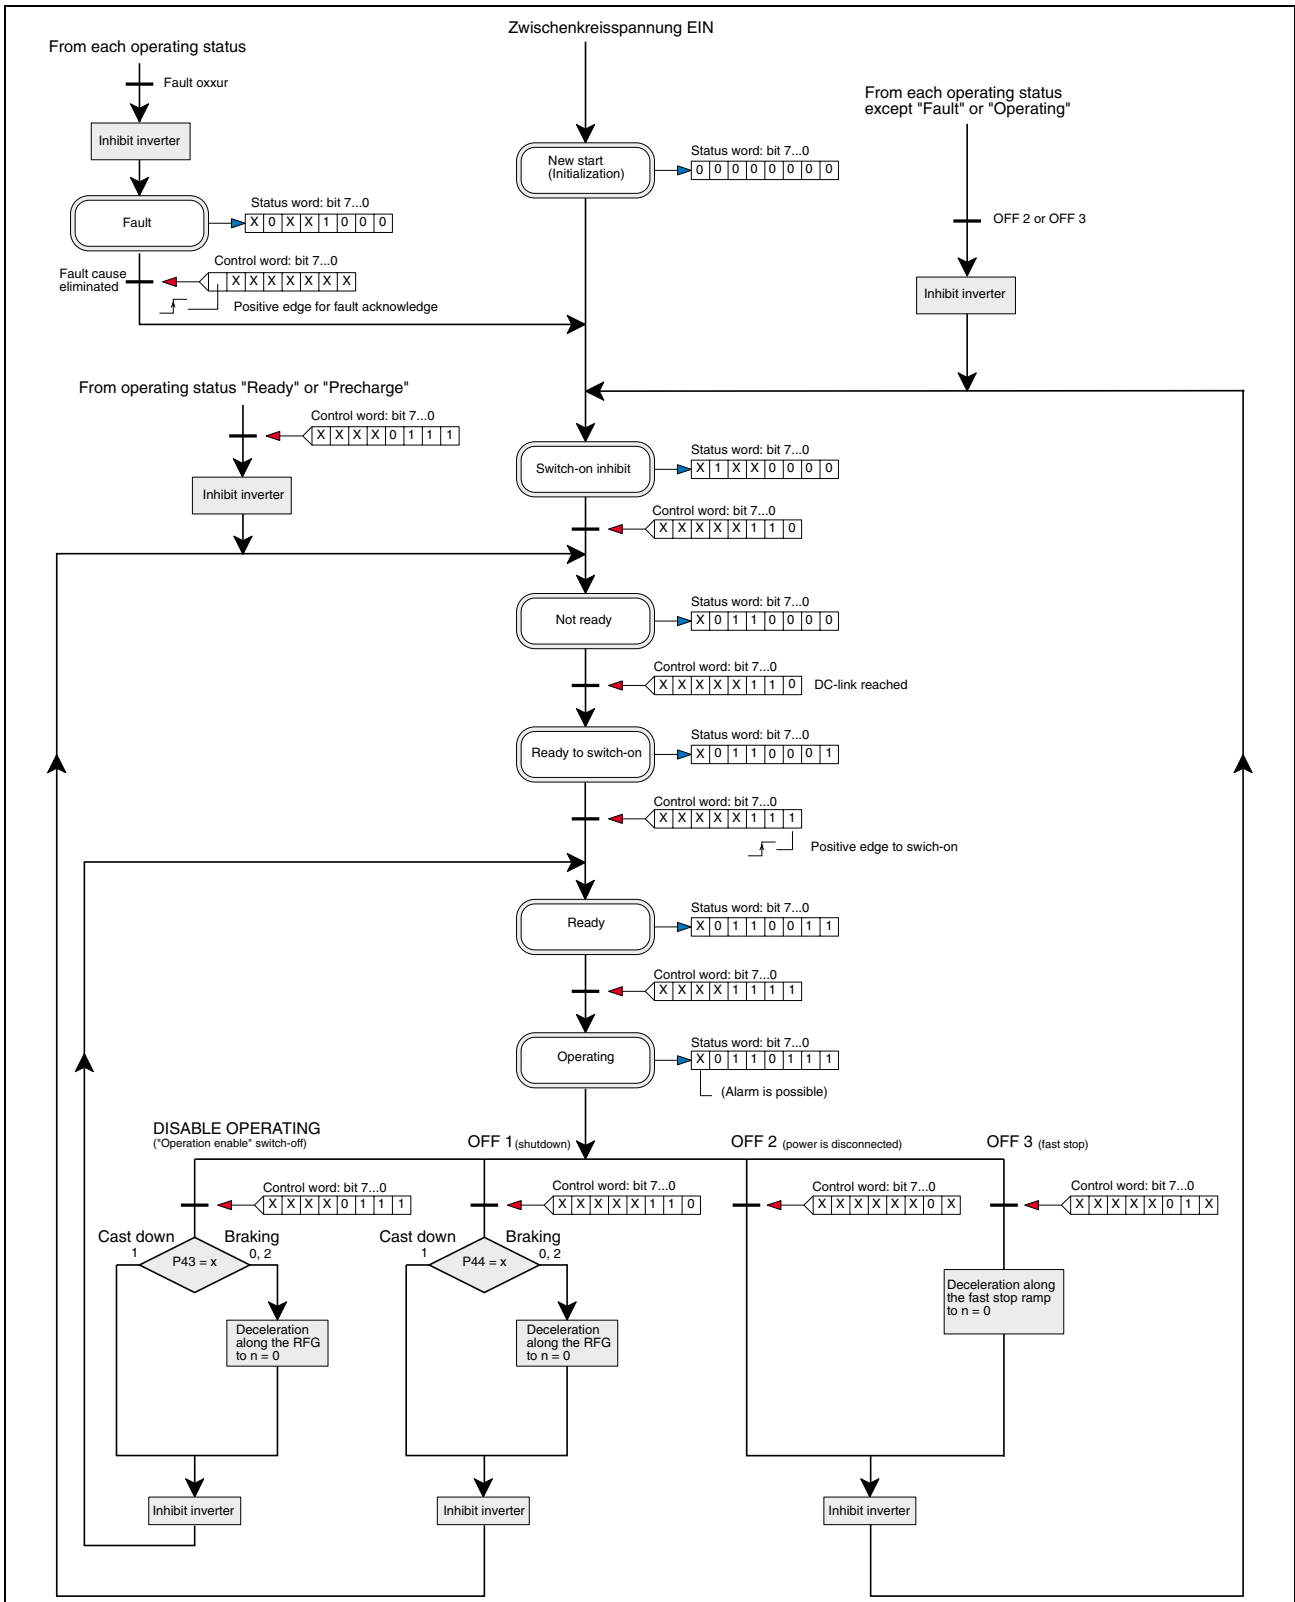 Zwischenkreisspannung EIN
From each operating status
Fault oxxur
Inhibit inverter
Fault
Status word: bit 7...0
X 0 X X 1 0 0 0
Fault cause
eliminated
Control word: bit 7...0
X X X X X X X
Positive edge for fault acknowledge
New start
(Initialization)
Status word: bit 7...0
0 0 0 0 0 0 0 0
From each operating status
except "Fault" or "Operating"
OFF 2 or OFF 3
Inhibit inverter
From operating status "Ready" or "Precharge"
Control word: bit 7...0
X X X X 0 1 1 1
Inhibit inverter
Switch-on inhibit
Status word: bit 7...0
X 1 X X 0 0 0 0
Control word: bit 7...0
X X X X X 1 1 0
Not ready
Status word: bit 7...0
X 0 1 1 0 0 0 0
Control word: bit 7...0
X X X X X 1 1 0
DC-link reached
Ready to switch-on
Status word: bit 7...0
X 0 1 1 0 0 0 1
Control word: bit 7...0
X X X X X 1 1 1
Positive edge to swich-on
Ready
Status word: bit 7...0
X 0 1 1 0 0 1 1
Control word: bit 7...0
X X X X 1 1 1 1
Operating
Status word: bit 7...0
X 0 1 1 0 1 1 1
(Alarm is possible)
DISABLE OPERATING
("Operation enable" switch-off)
Control word: bit 7...0
X X X X 0 1 1 1
Cast down
1
Braking
0, 2
P43 = x
Deceleration
along the RFG
to n = 0
Inhibit inverter
OFF 1 (shutdown)
Control word: bit 7...0
X X X X X 1 1 0
Cast down
1
Braking
0, 2
P44 = x
Deceleration
along the RFG
to n = 0
Inhibit inverter
OFF 2 (power is disconnected)
Control word: bit 7...0
X X X X X X 0 X
OFF 3 (fast stop)
Control word: bit 7...0
X X X X X 0 1 X
Deceleration along
the fast stop ramp
to n = 0
Inhibit inverter